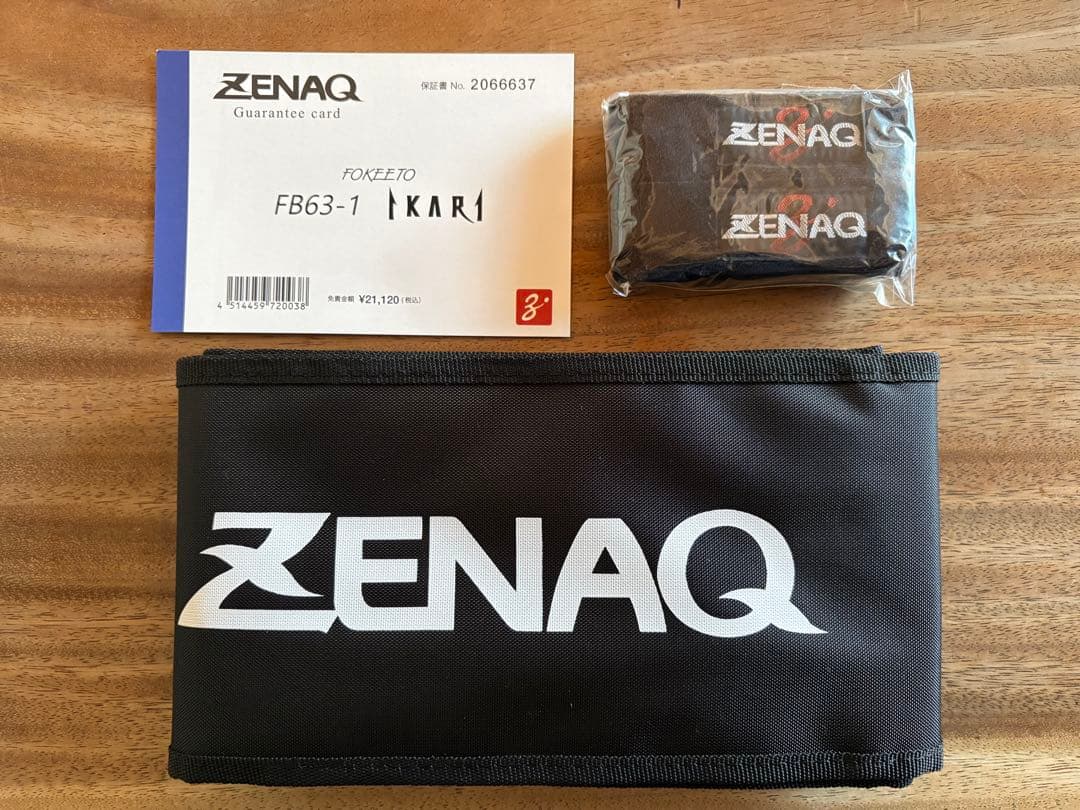 ZENAQ
Guarantee card
保証書 No. 2066637
FOKEETO
FB63-1 IKARI
4 514459 720038
免責金額 ¥21,120(税込)
ZENAQ
ZENAQ
ZENAQ